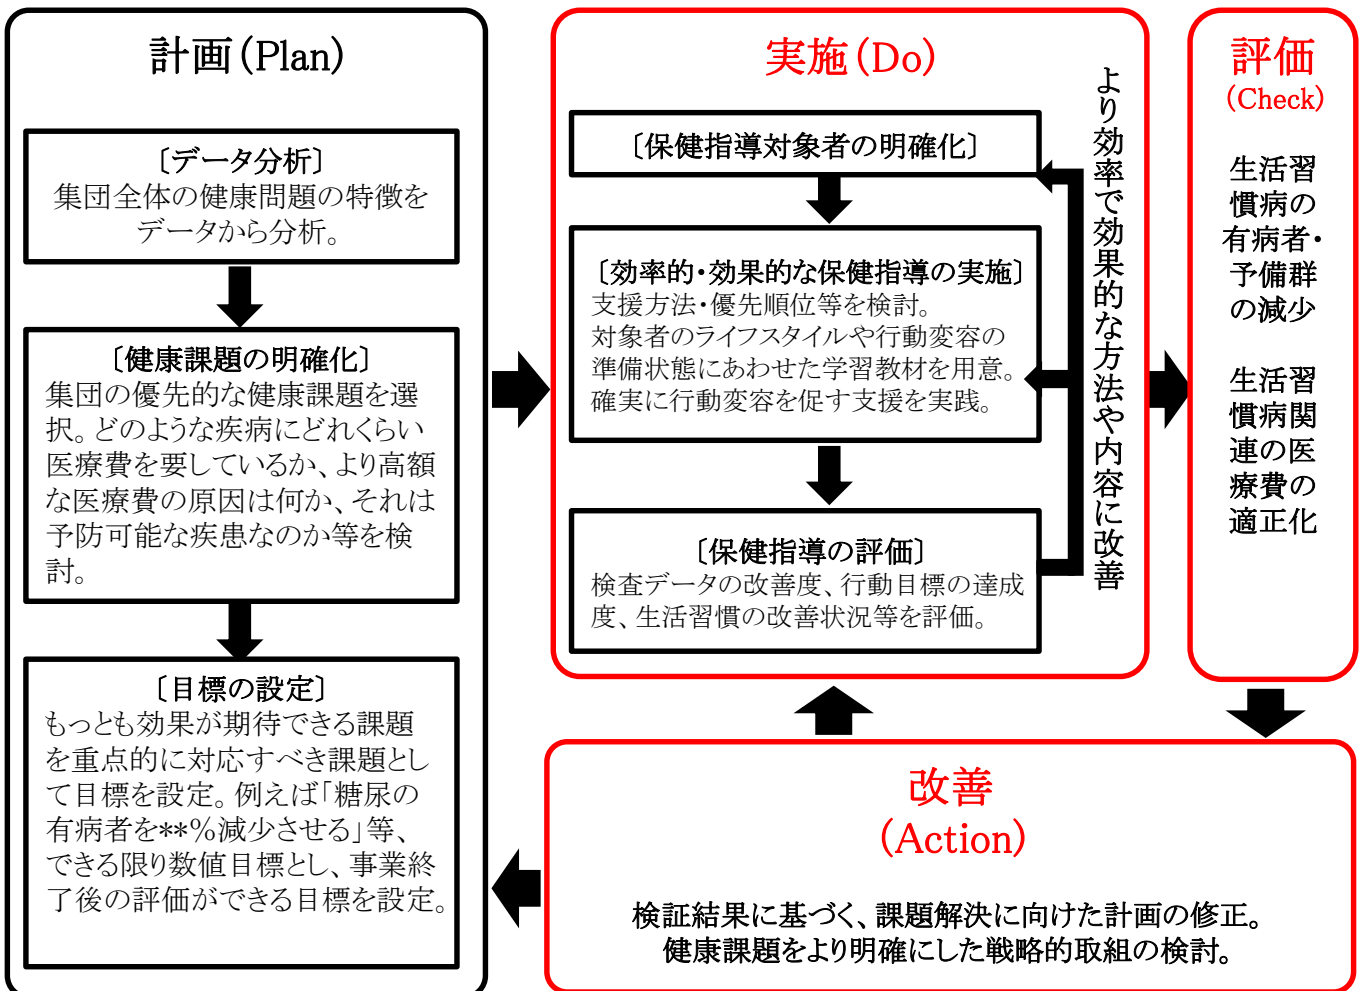 計画(Plan)
〔データ分析〕
集団全体の健康問題の特徴を
データから分析。
〔健康課題の明確化〕
集団の優先的な健康課題を選
択。どのような疾病にどれくらい
医療費を要しているか、より高額
な医療費の原因は何か、それは
予防可能な疾患なのか等を検
討。
〔目標の設定〕
もっとも効果が期待できる課題
を重点的に対応すべき課題とし
て目標を設定。例えば「糖尿の
有病者を**%減少させる」等、
できる限り数値目標とし、事業終
了後の評価ができる目標を設定。
実施(Do)
〔保健指導対象者の明確化〕
〔効率的・効果的な保健指導の実施〕
支援方法・優先順位等を検討。
対象者のライフスタイルや行動変容の
準備状態にあわせた学習教材を用意。
確実に行動変容を促す支援を実践。
〔保健指導の評価〕
検査データの改善度、行動目標の達成
度、生活習慣の改善状況等を評価。
より効率で効果的な方法や内容に改善
評価
(Check)
生活習
慣病の
有病者・
予備群
の減少
生活習
慣病関
連の医
療費の
適正化
改善
(Action)
検証結果に基づく、課題解決に向けた計画の修正。
健康課題をより明確にした戦略的取組の検討。